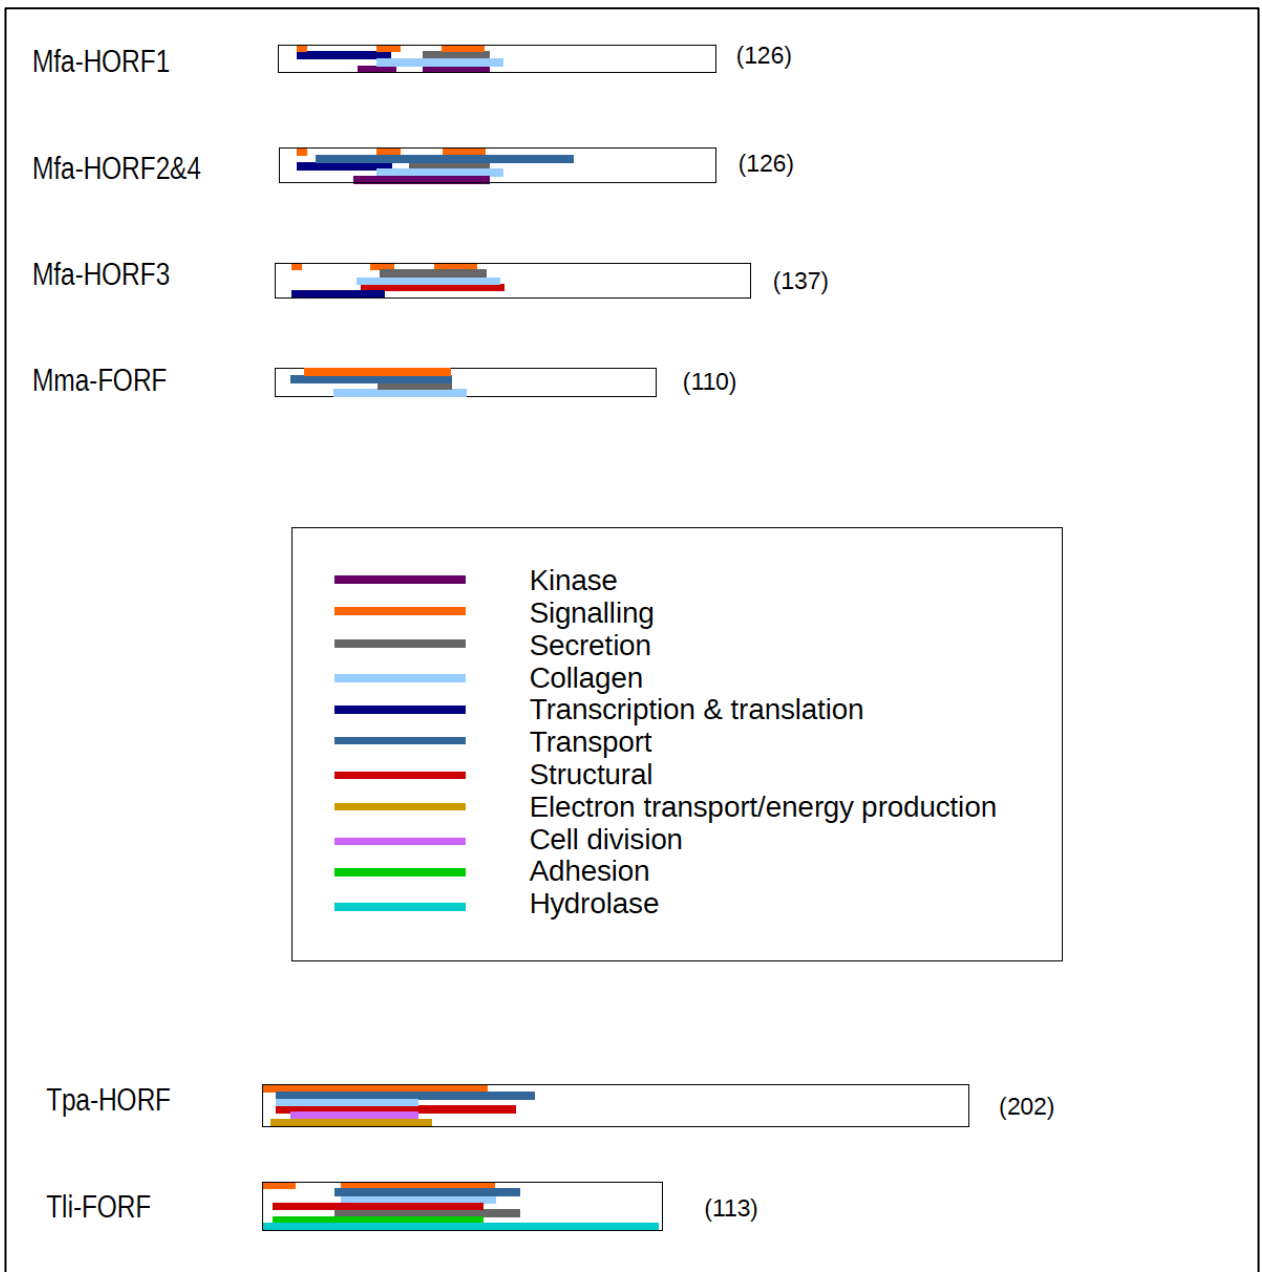 Mfa-HORF1 (126)
Mfa-HORF2&4 (126)
Mfa-HORF3 (137)
Mma-FORF (110)
Kinase
Signalling
Secretion
Collagen
Transcription & translation
Transport
Structural
Electron transport/energy production
Cell division
Adhesion
Hydrolase
Tpa-HORF (202)
Tli-FORF (113)